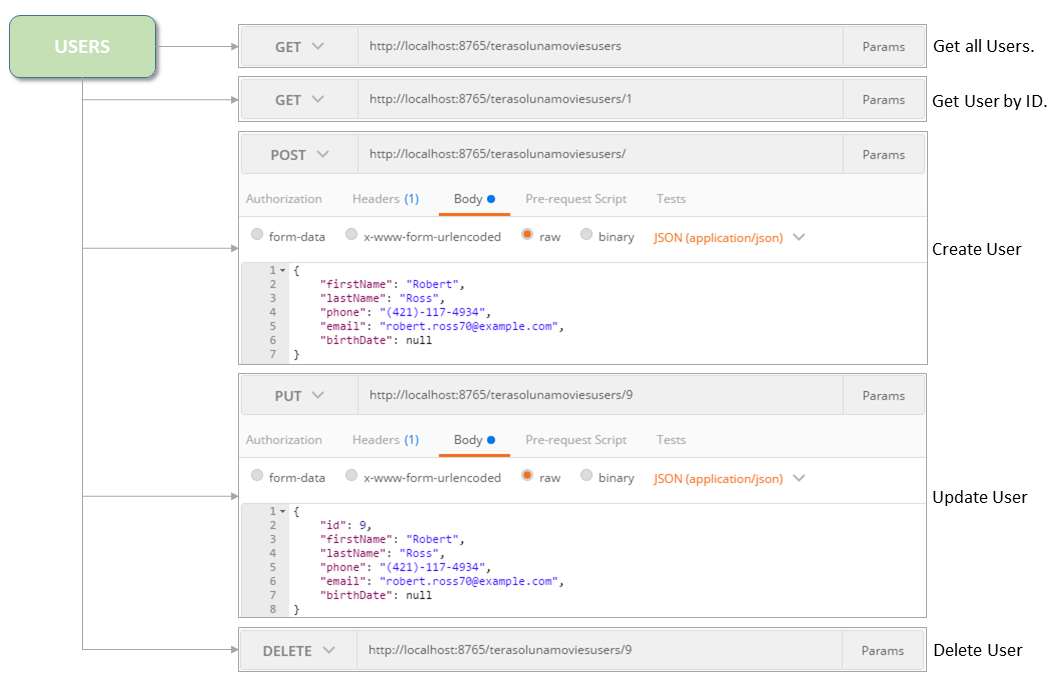 USERS
GET http://localhost:8765/terasolunamoviesusers Params Get all Users.
GET http://localhost:8765/terasolunamoviesusers/1 Params Get User by ID.
POST http://localhost:8765/terasolunamoviesusers/ Params
Authorization Headers (1) Body Pre-request Script Tests
form-data x-www-form-urlencoded raw binary JSON (application/json)
Create User
1 {
2 "firstName": "Robert",
3 "lastName": "Ross",
4 "phone": "(421)-117-4934",
5 "email": "robert.ross70@example.com",
6 "birthDate": null
7 }
PUT http://localhost:8765/terasolunamoviesusers/9 Params
Authorization Headers (1) Body Pre-request Script Tests
form-data x-www-form-urlencoded raw binary JSON (application/json)
Update User
1 {
2 "id": 9,
3 "firstName": "Robert",
4 "lastName": "Ross",
5 "phone": "(421)-117-4934",
6 "email": "robert.ross70@example.com",
7 "birthDate": null
8 }
DELETE http://localhost:8765/terasolunamoviesusers/9 Params Delete User